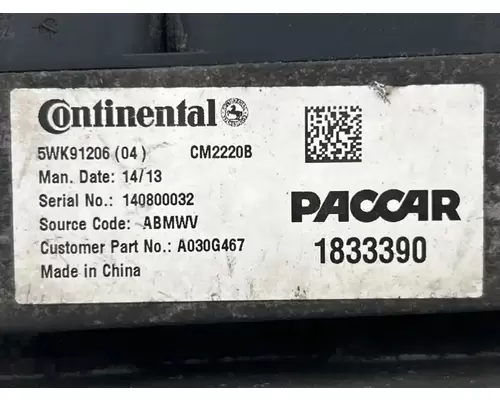 Continental
5WK91206 (04) CM2220B
Man. Date: 14/13
Serial No.: 140800032
Source Code: ABMWV
Customer Part No.: A030G467
Made in China
PACCAR
1833390